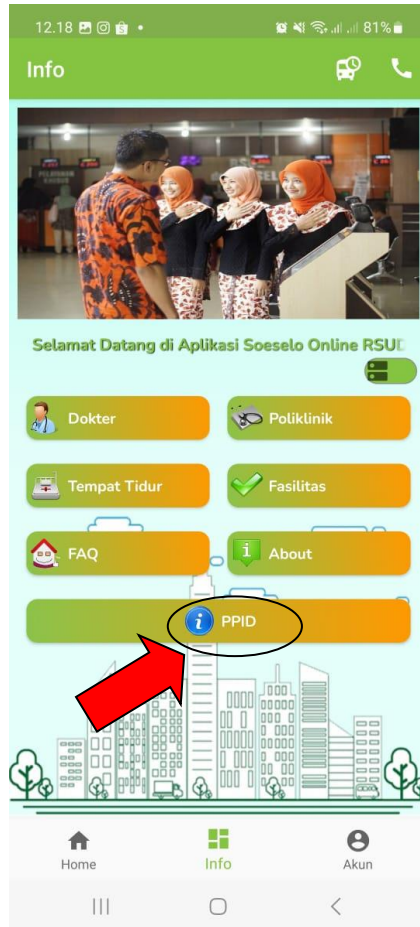 12.18
81%
Info
Selamat Datang di Aplikasi Soeselo Online RSUD
Dokter
Poliklinik
Tempat Tidur
Fasilitas
FAQ
About
PPID
Home
Info
Akun